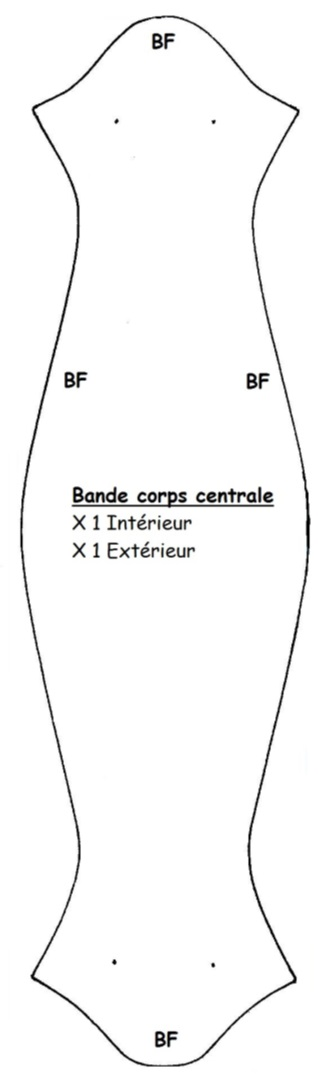 BF
BF BF
Bande corps centrale
X 1 Intérieur
X 1 Extérieur
BF